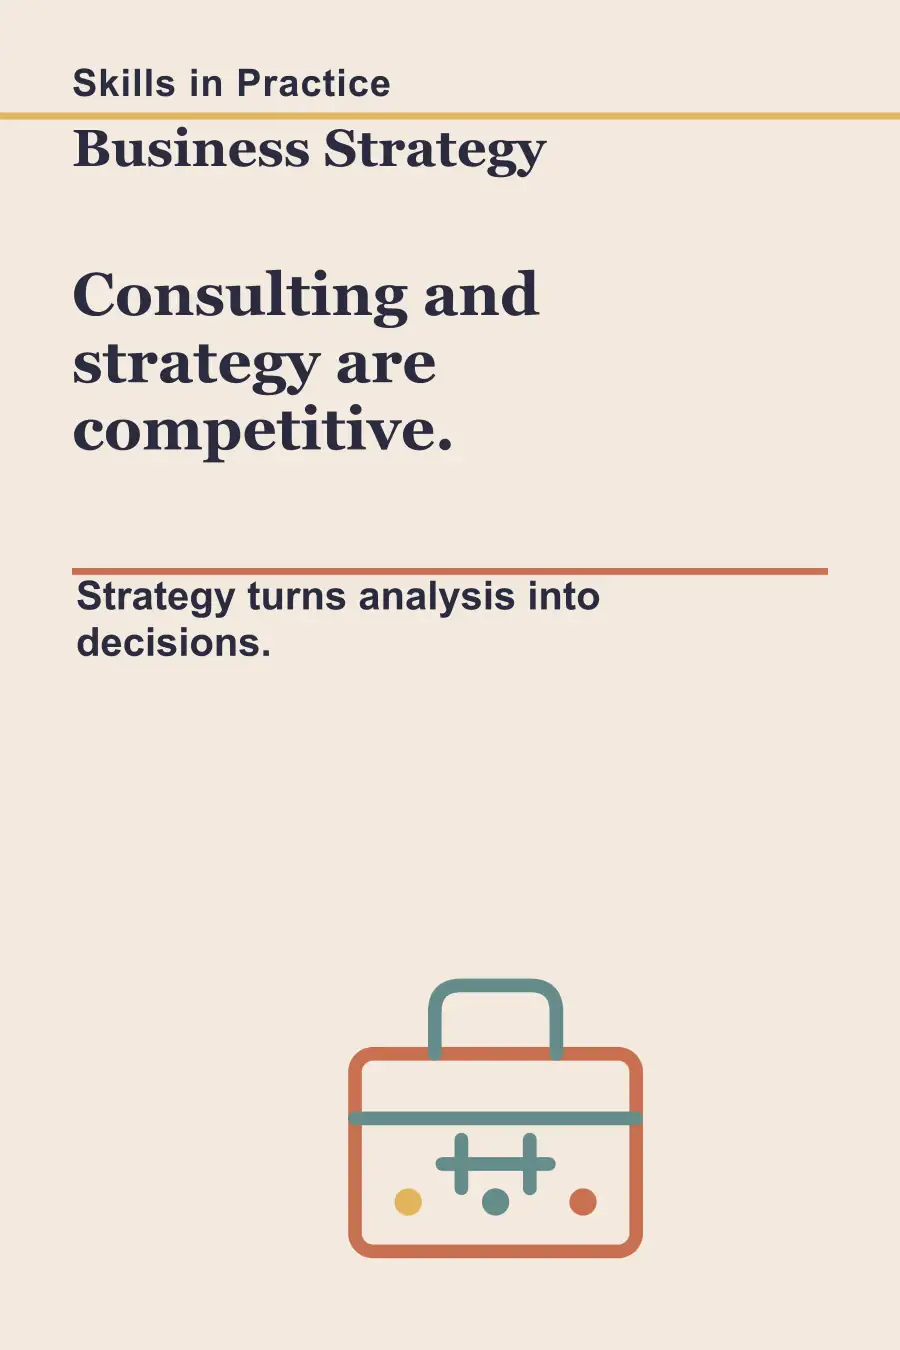 Skills in Practice
Business Strategy
Consulting and
strategy are
competitive.
Strategy turns analysis into
decisions.